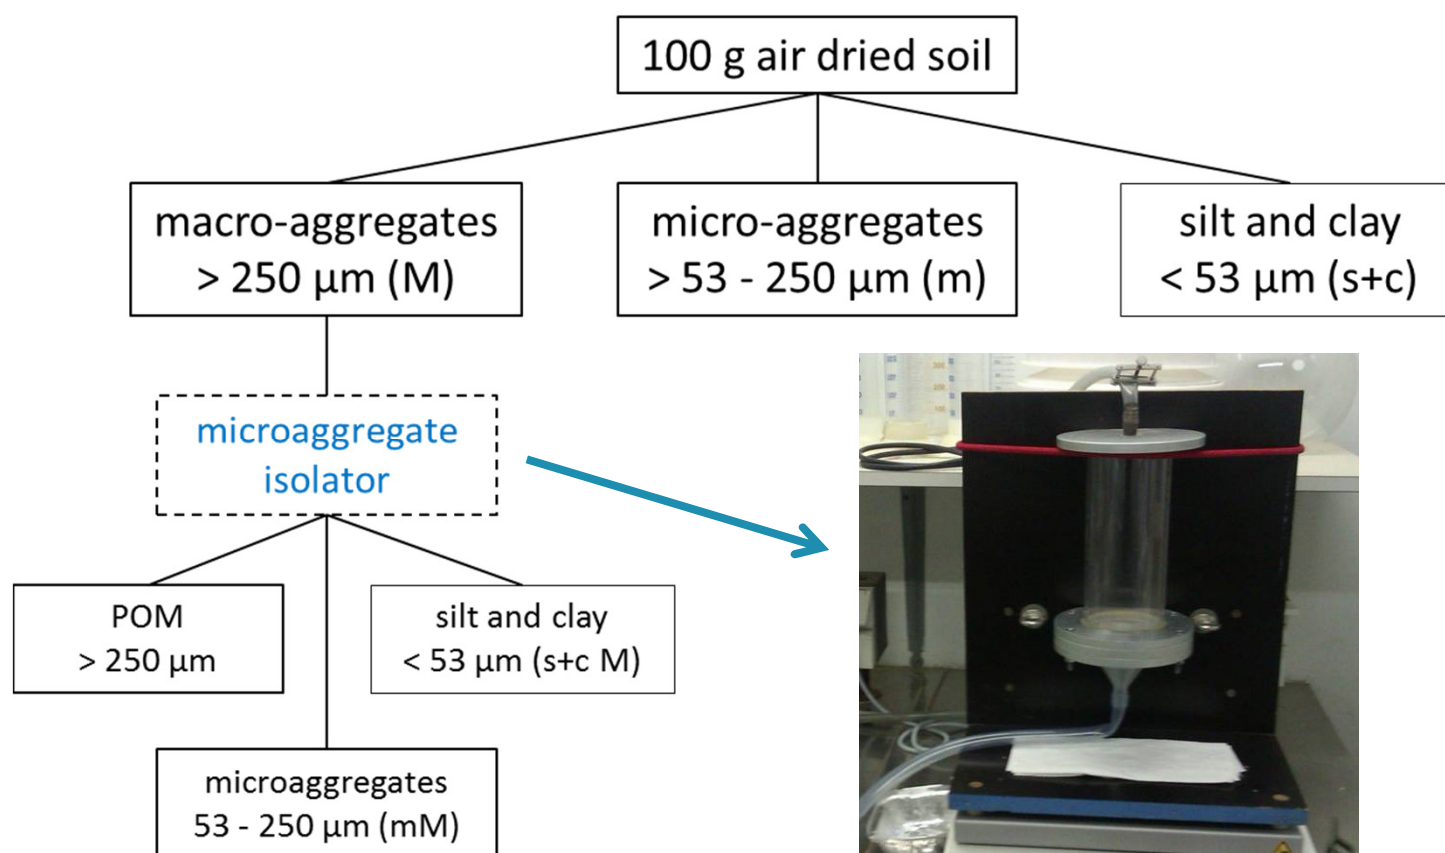 100 g air dried soil
macro-aggregates
> 250 µm (M)
micro-aggregates
> 53 - 250 µm (m)
silt and clay
< 53 µm (s+c)
microaggregate
isolator
POM
> 250 µm
silt and clay
< 53 µm (s+c M)
microaggregates
53 - 250 µm (mM)